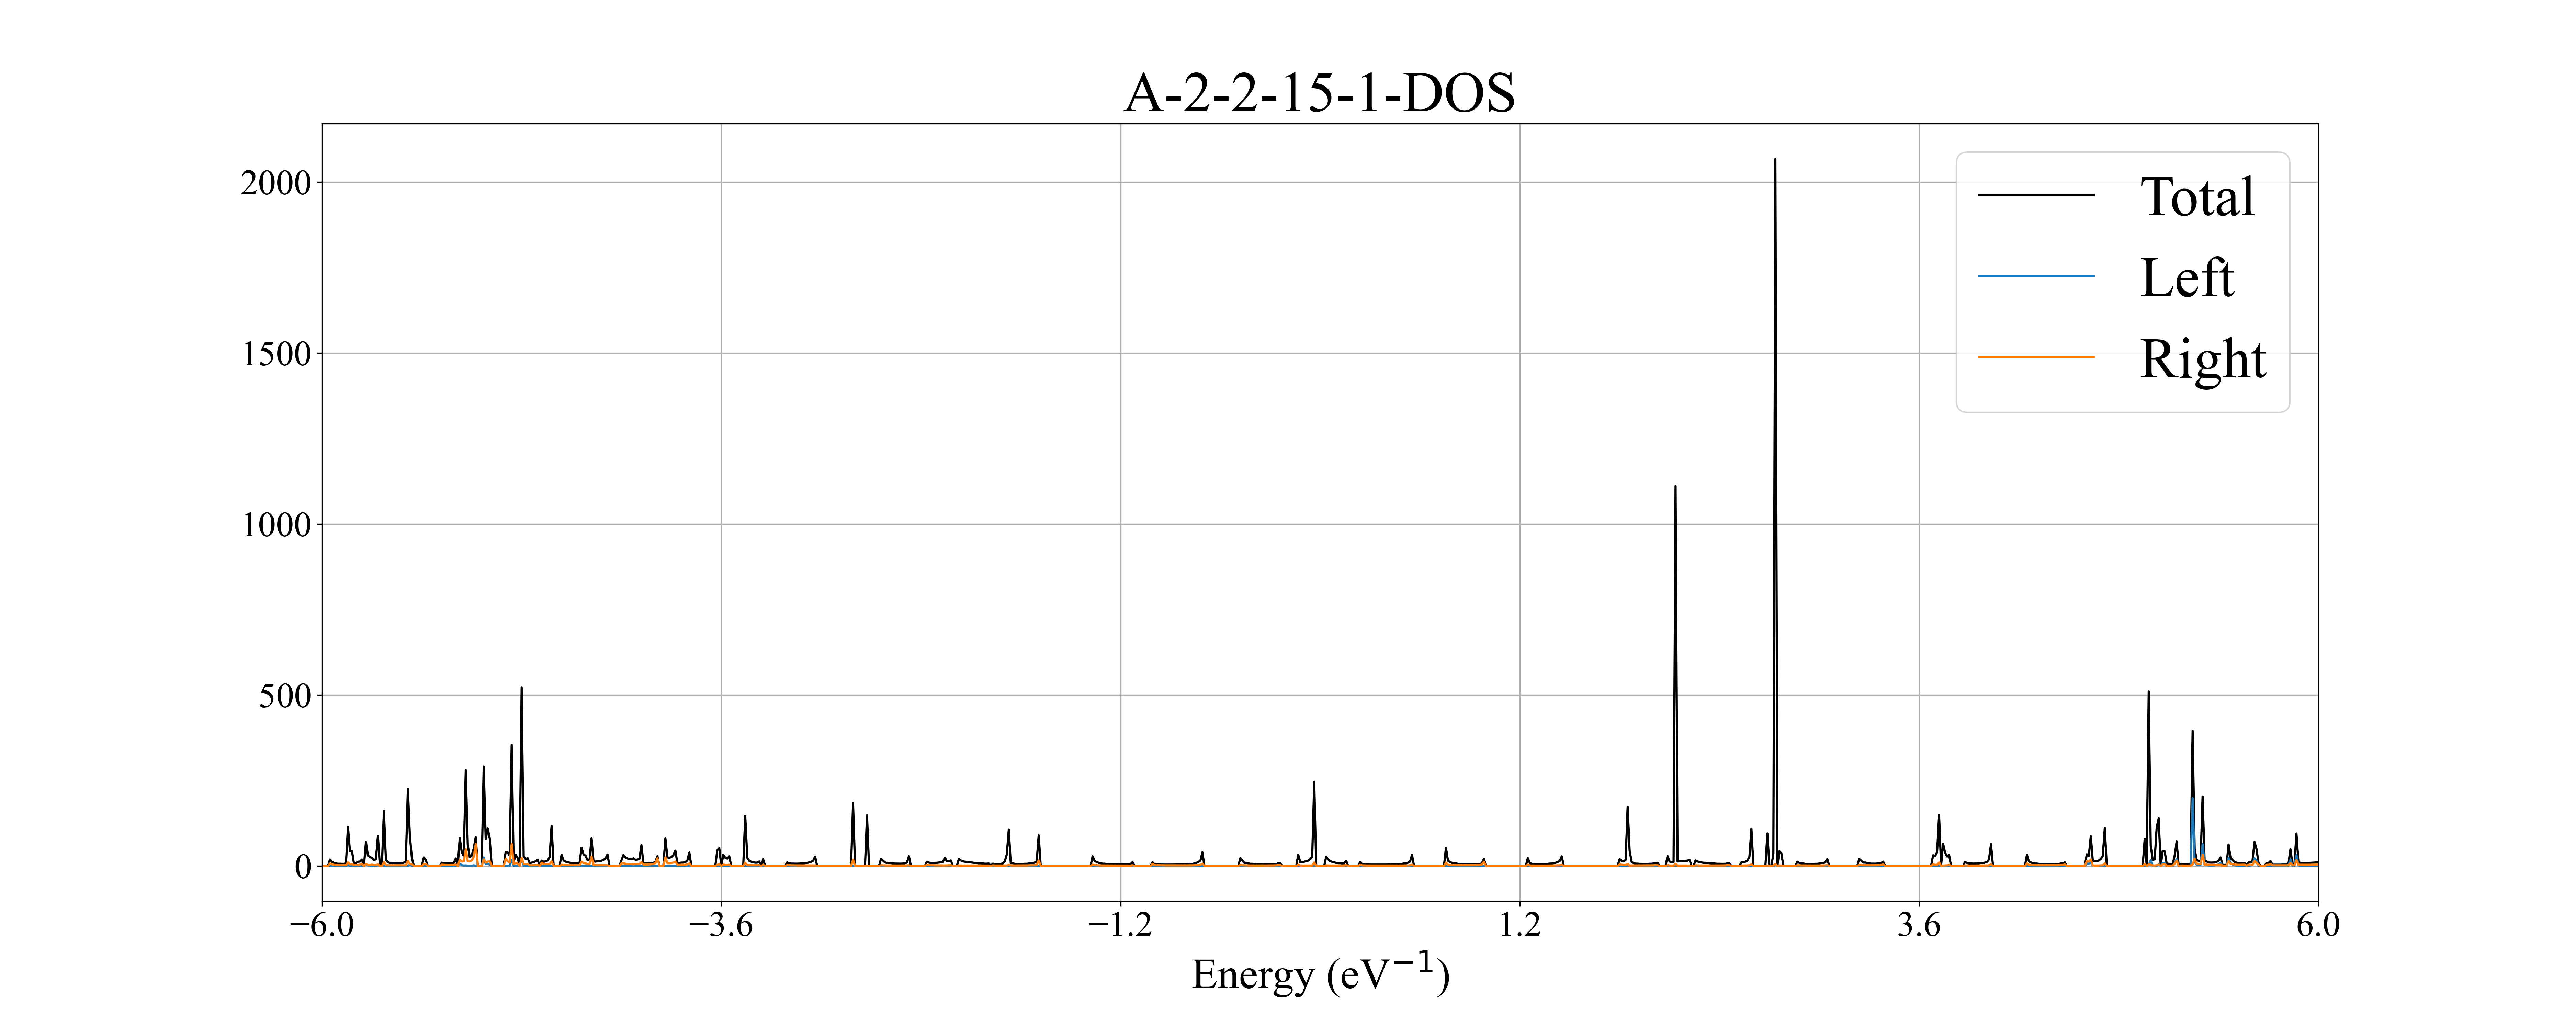 A-2-2-15-1-DOS
2000
1500
1000
500
0
Total
Left
Right
−6.0 −3.6 −1.2 1.2 3.6 6.0
Energy (eV⁻¹)